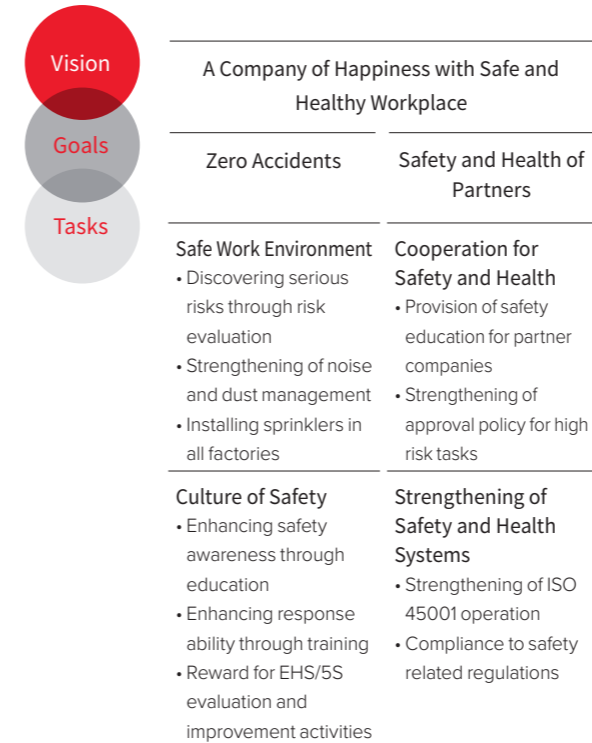 Vision
A Company of Happiness with Safe and
Healthy Workplace
Goals
Zero Accidents
Safety and Health of
Partners
Tasks
Safe Work Environment
• Discovering serious
risks through risk
evaluation
• Strengthening of noise
and dust management
• Installing sprinklers in
all factories
Cooperation for
Safety and Health
• Provision of safety
education for partner
companies
• Strengthening of
approval policy for high
risk tasks
Culture of Safety
• Enhancing safety
awareness through
education
• Enhancing response
ability through training
• Reward for EHS/5S
evaluation and
improvement activities
Strengthening of
Safety and Health
Systems
• Strengthening of ISO
45001 operation
• Compliance to safety
related regulations